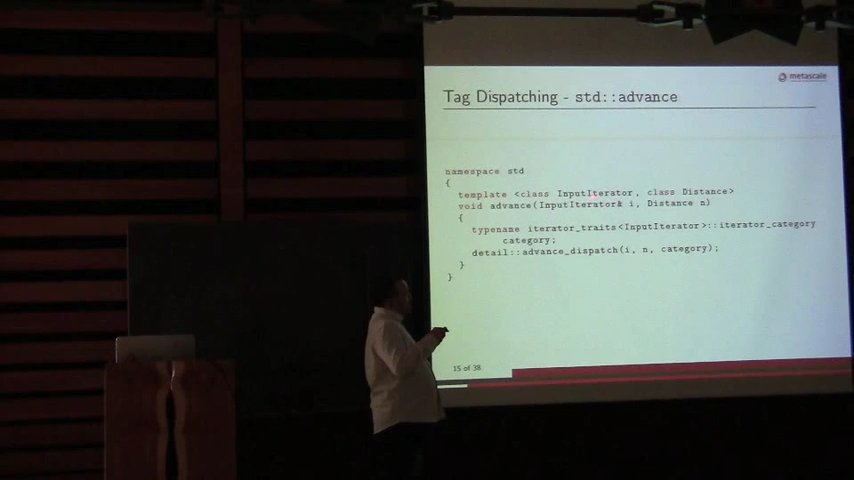 metascale
Tag Dispatching - std::advance
namespace std
{
template <class InputIterator, class Distance>
void advance(InputIterator& i, Distance n)
{
typename iterator_traits<InputIterator>::iterator_category
category;
detail::advance_dispatch(i, n, category);
}
}
15 of 38